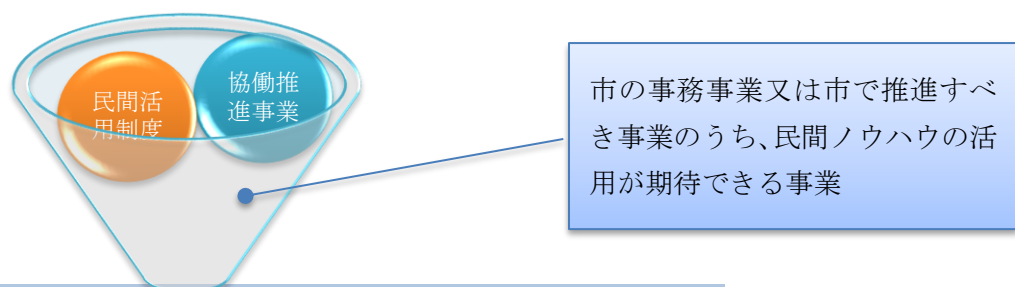 民間活
用制度
協働推
進事業
市の事務事業又は市で推進すべ
き事業のうち、民間ノウハウの活
用が期待できる事業